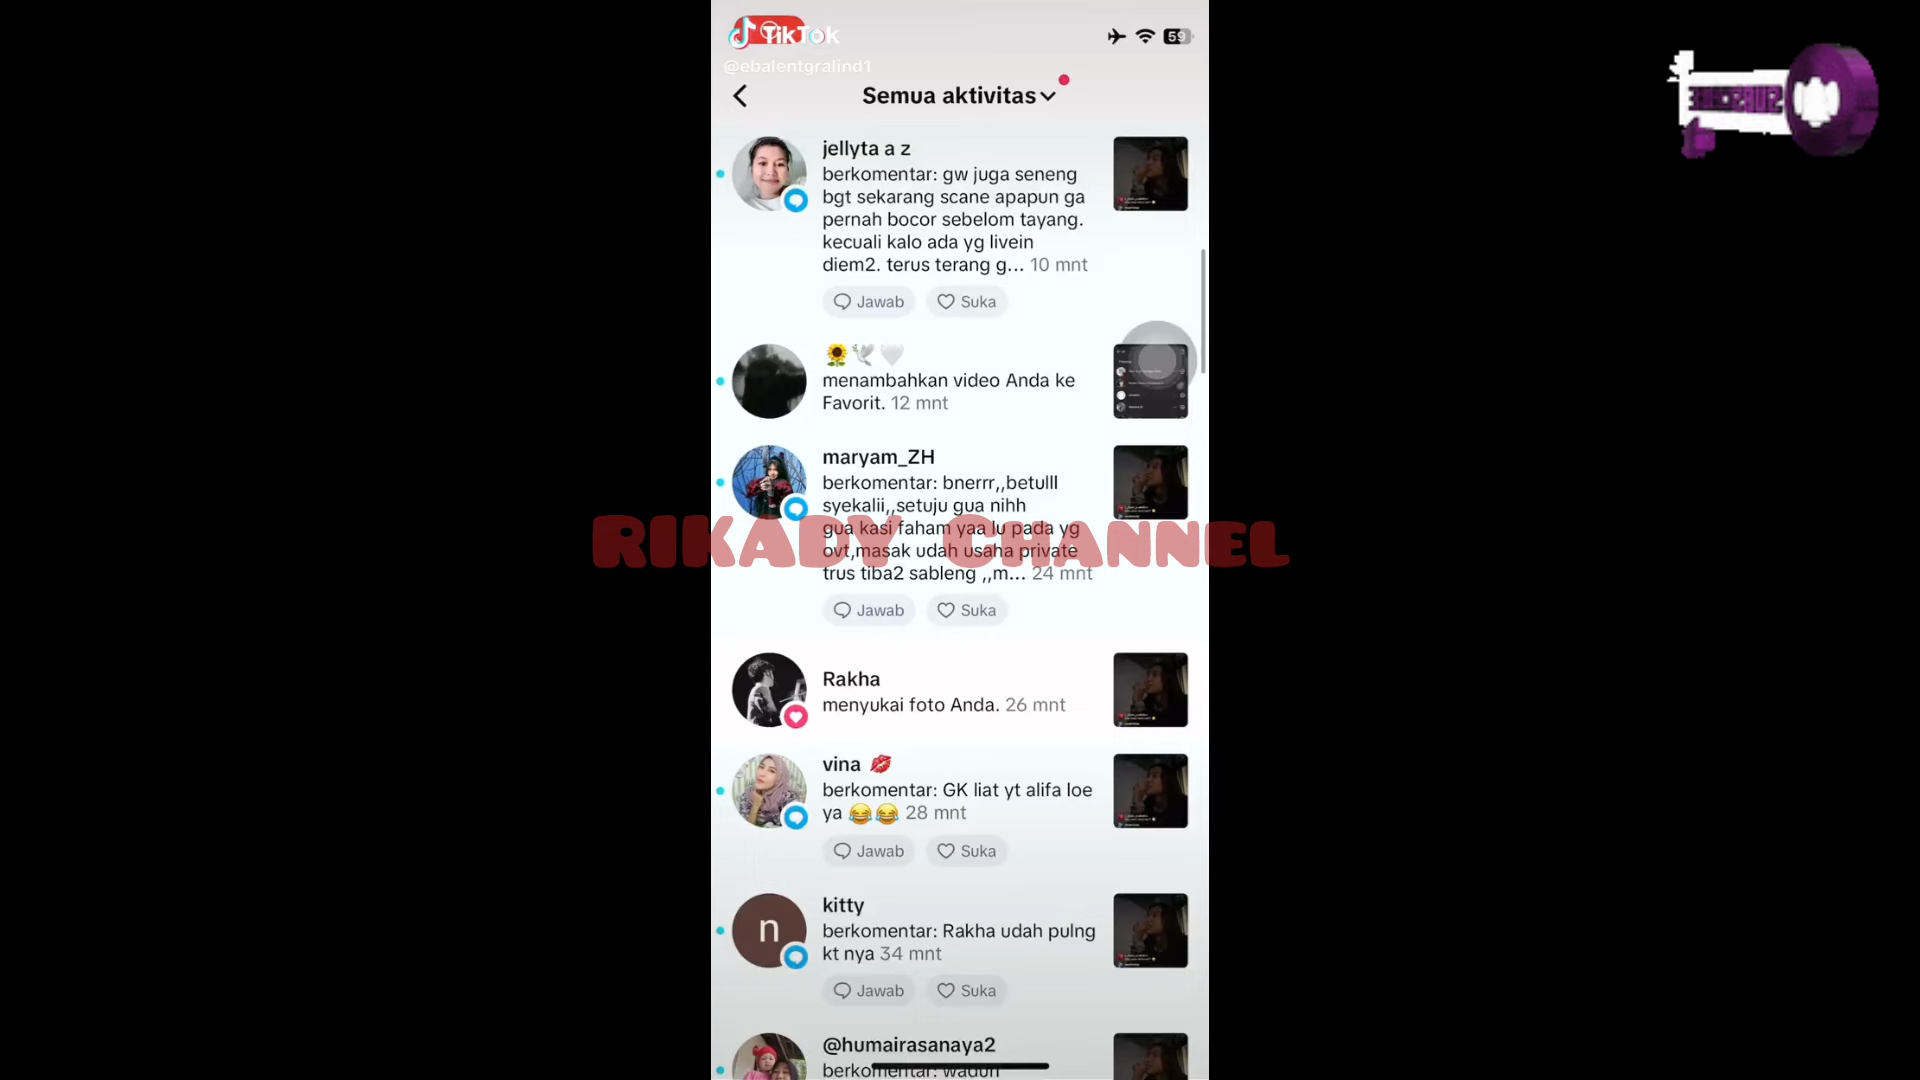 TikTok
@ebalentgralind1
59
Semua aktivitas
jellyta a z
berkomentar: gw juga seneng
bgt sekarang scane apapun ga
pernah bocor sebelom tayang.
kecuali kalo ada yg livein
diem2. terus terang g... 10 mnt
Jawab Suka
🌻🕊️🤍
menambahkan video Anda ke
Favorit. 12 mnt
maryam_ZH
berkomentar: bnerrr,,betulll
syekalii,,setuju gua nihh
gua kasi faham yaa lu pada yg
ovt,masak udah usaha private
trus tiba2 sableng ,,m... 24 mnt
RIKADY CHANNEL
Jawab Suka
Rakha
menyukai foto Anda. 26 mnt
vina 💋
berkomentar: GK liat yt alifa loe
ya 😂😂 28 mnt
Jawab Suka
n
kitty
berkomentar: Rakha udah pulng
kt nya 34 mnt
Jawab Suka
@humairasanaya2
berkomentar: waduh